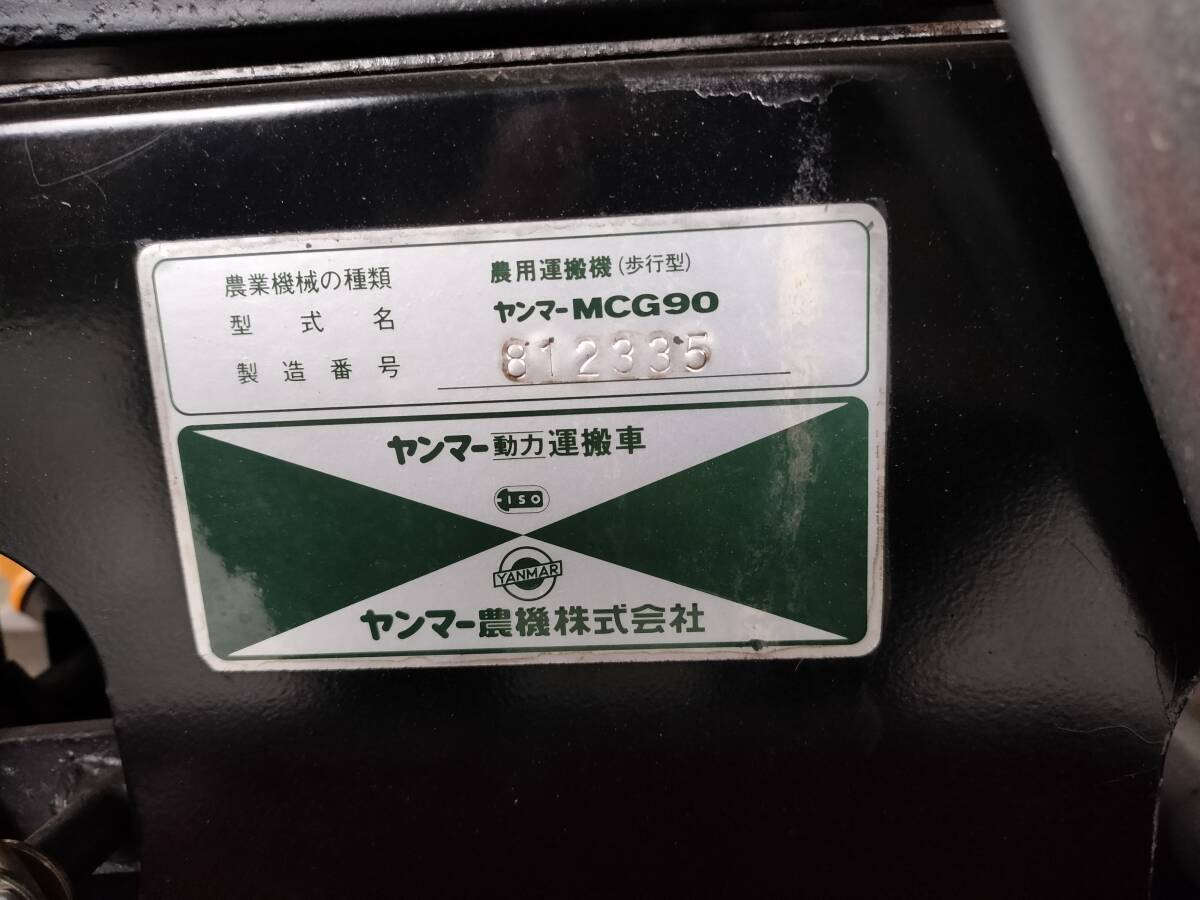 農業機械の種類 農用運搬機(歩行型)
型式名 ヤンマーMCG90
製造番号 812335
ヤンマー動力運搬車
ISO
YANMAR
ヤンマー農機株式会社